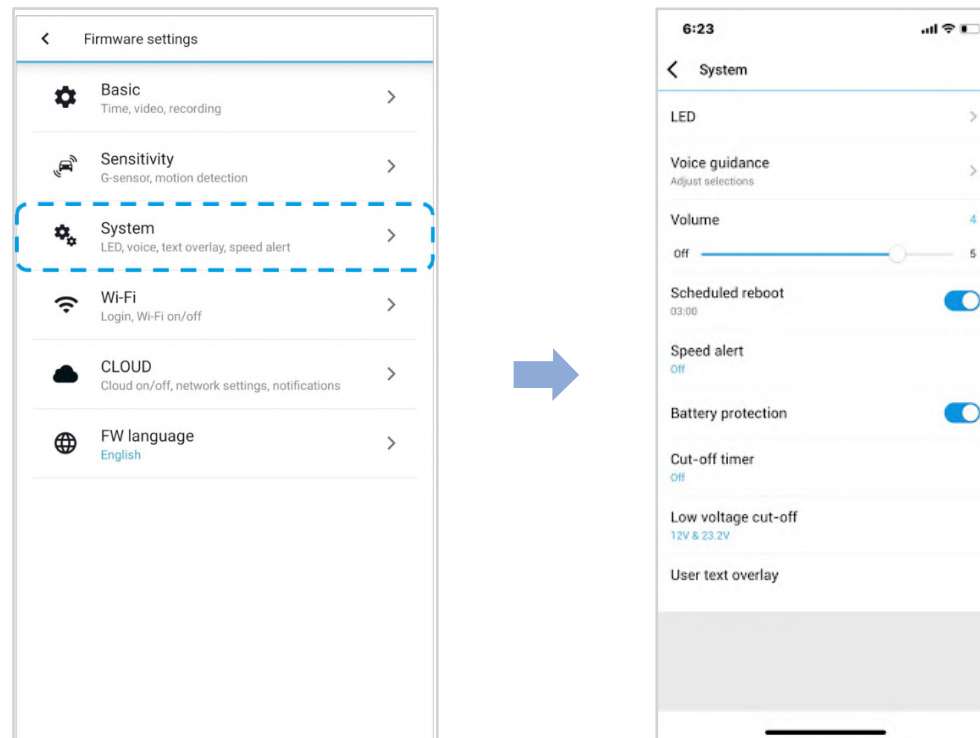 Firmware settings
Basic
Time, video, recording
Sensitivity
G-sensor, motion detection
System
LED, voice, text overlay, speed alert
Wi-Fi
Login, Wi-Fi on/off
CLOUD
Cloud on/off, network settings, notifications
FW language
English
6:23
System
LED
Voice guidance
Adjust selections
Volume 4
Off 5
Scheduled reboot
03:00
Speed alert
Off
Battery protection
Cut-off timer
Off
Low voltage cut-off
12V & 23.2V
User text overlay